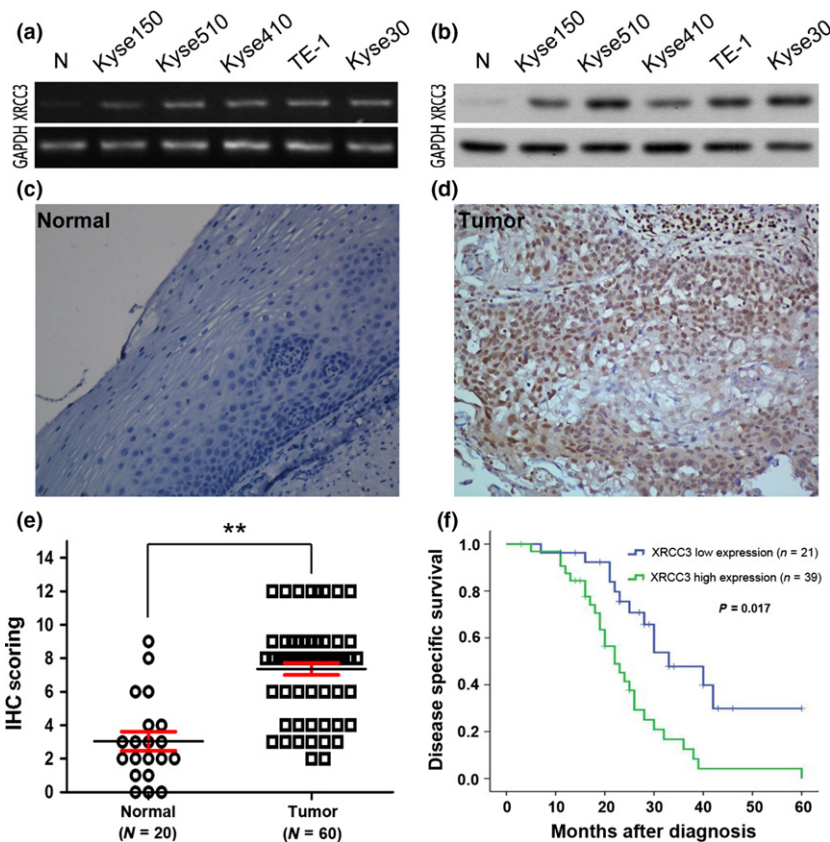 (a)
N Kyse150 Kyse510 Kyse410 TE-1 Kyse30
XRCC3
GAPDH
(b)
N Kyse150 Kyse510 Kyse410 TE-1 Kyse30
XRCC3
GAPDH
(c)
Normal
(d)
Tumor
(e)
**
IHC scoring
14
12
10
8
6
4
2
0
Normal
(N = 20)
Tumor
(N = 60)
(f)
XRCC3 low expression (n = 21)
XRCC3 high expression (n = 39)
P = 0.017
Disease specific survival
1.0
0.8
0.6
0.4
0.2
0.0
0 10 20 30 40 50 60
Months after diagnosis